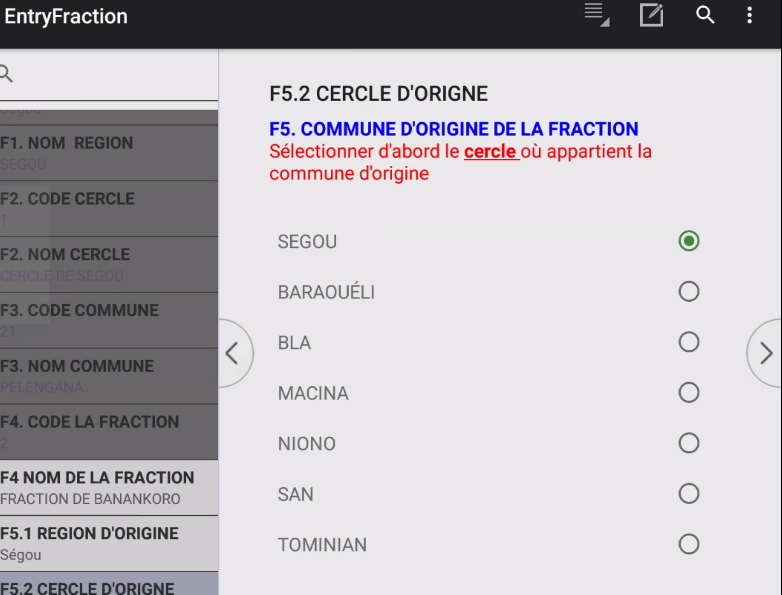 EntryFraction
Segou
F1. NOM REGION
SEGOU
F2. CODE CERCLE
1
F2. NOM CERCLE
CERCLE DE SEGOU
F3. CODE COMMUNE
21
F3. NOM COMMUNE
PELENGANA
F4. CODE LA FRACTION
2
F4 NOM DE LA FRACTION
FRACTION DE BANANKORO
F5.1 REGION D'ORIGINE
Ségou
F5.2 CERCLE D'ORIGNE
F5.2 CERCLE D'ORIGNE
F5. COMMUNE D'ORIGINE DE LA FRACTION
Sélectionner d'abord le cercle où appartient la
commune d'origine
SEGOU
BARAOUÉLI
BLA
MACINA
NIONO
SAN
TOMINIAN